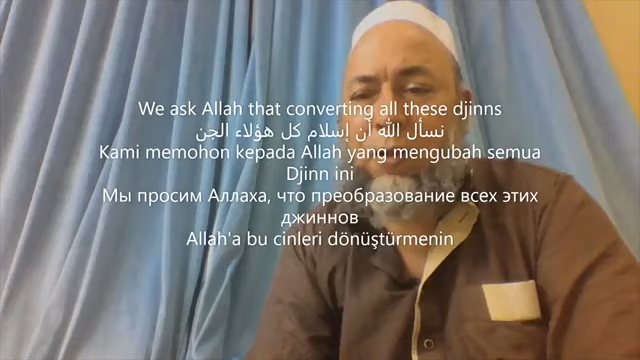 We ask Allah that converting all these djinns
نسأل الله أن إسلام كل هؤلاء الجن
Kami memohon kepada Allah yang mengubah semua
Djinn ini
Мы просим Аллаха, что преобразование всех этих
джиннов
Allah'a bu cinleri dönüştürmenin